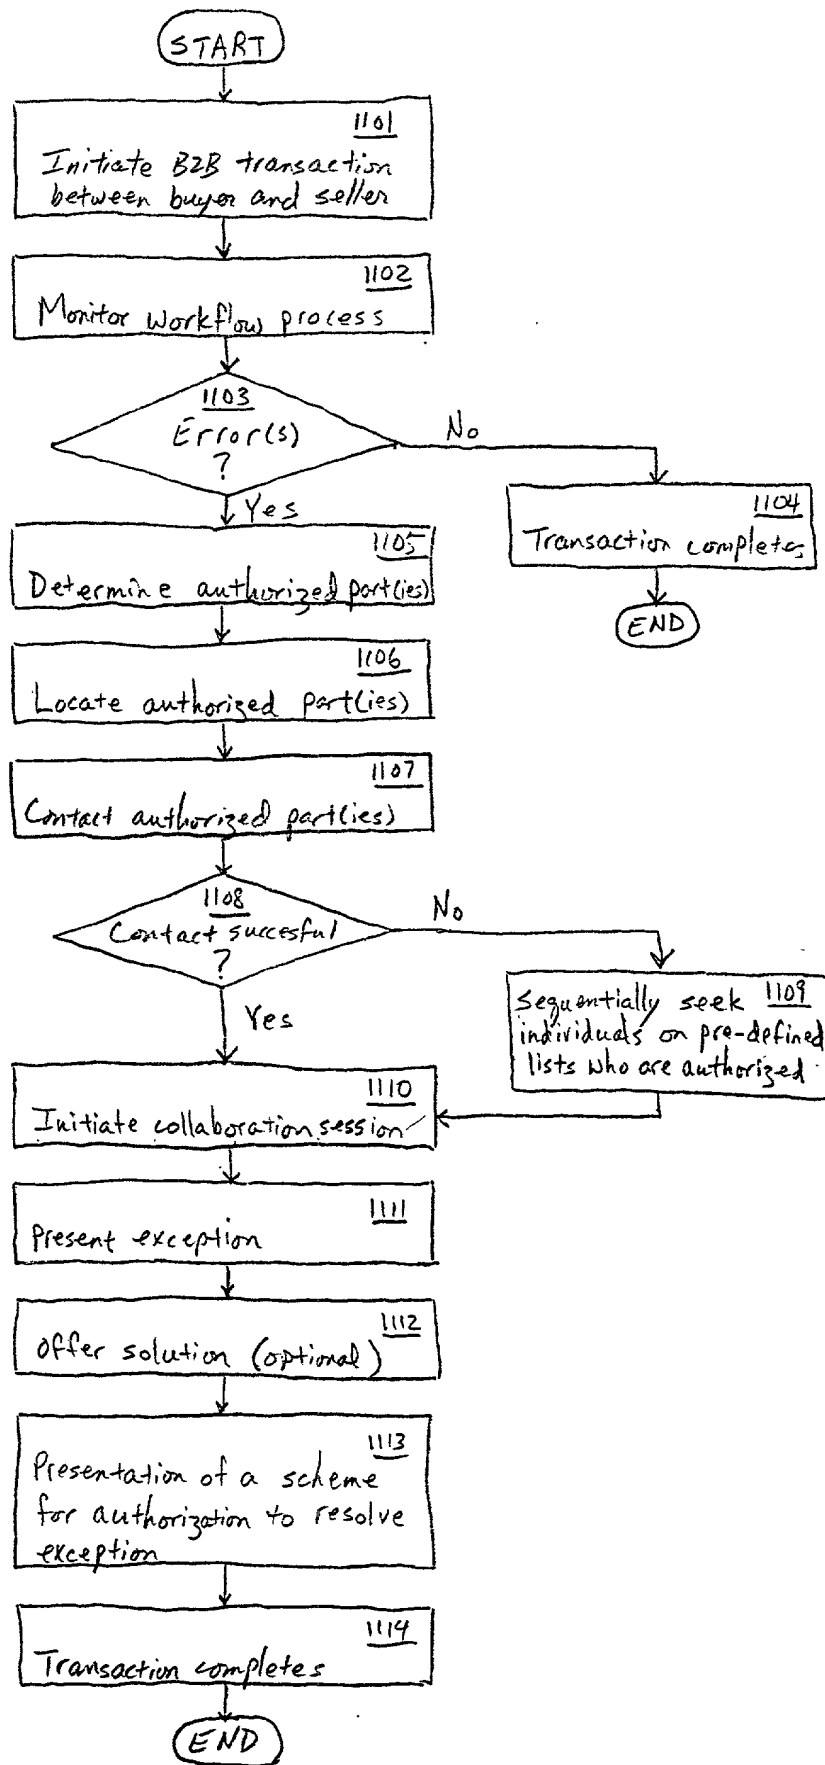 START
1101
Initiate B2B transaction
between buyer and seller
1102
Monitor workflow process
1103
Error(s)
?
No
Yes
1104
Transaction completes
END
1105
Determine authorized part(ies)
1106
Locate authorized part(ies)
1107
Contact authorized part(ies)
1108
Contact succesful
?
No
Yes
Sequentially seek 1109
individuals on pre-defined
lists who are authorized
1110
Initiate collaboration session
1111
Present exception
1112
Offer solution (optional)
1113
Presentation of a scheme
for authorization to resolve
exception
1114
Transaction completes
END